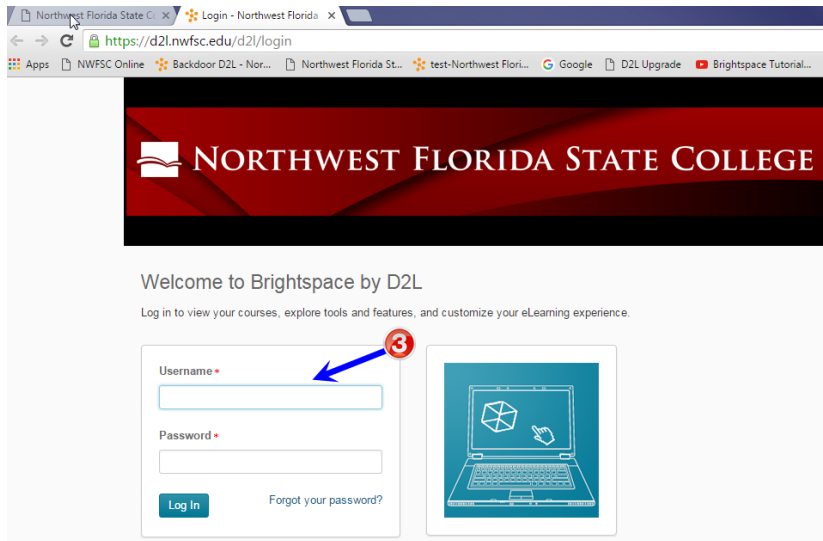 Northwest Florida State Co
Login - Northwest Florida
https://d2l.nwfsc.edu/d2l/login
Apps NWFSC Online Backdoor D2L - Nor... Northwest Florida St... test-Northwest Flori... Google D2L Upgrade Brightspace Tutorial...
NORTHWEST FLORIDA STATE COLLEGE
Welcome to Brightspace by D2L
Log in to view your courses, explore tools and features, and customize your eLearning experience.
3
Username *
Password *
Log In Forgot your password?